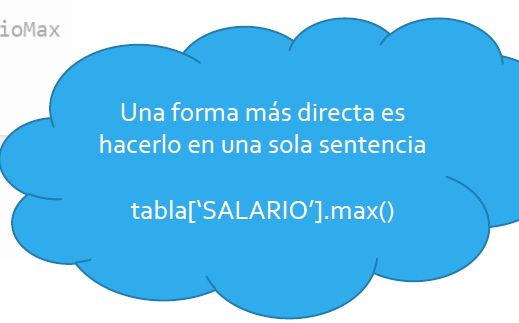 ioMax
Una forma más directa es
hacerlo en una sola sentencia
tabla[‘SALARIO’].max()